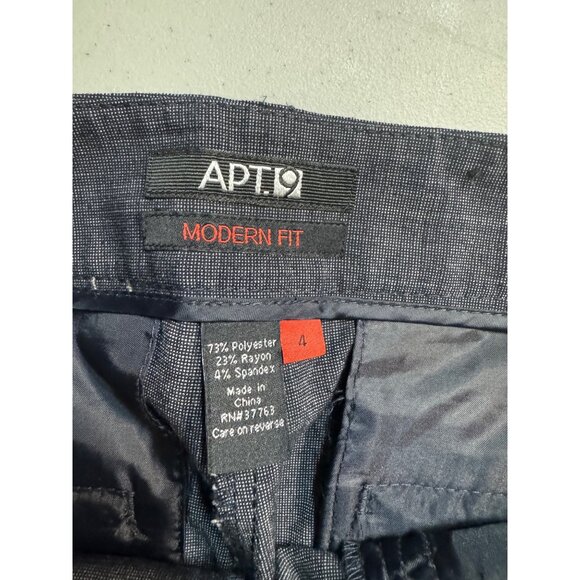 APT.9
MODERN FIT
4
73% Polyester
23% Rayon
4% Spandex
Made in
China
RN#37763
Care on reverse